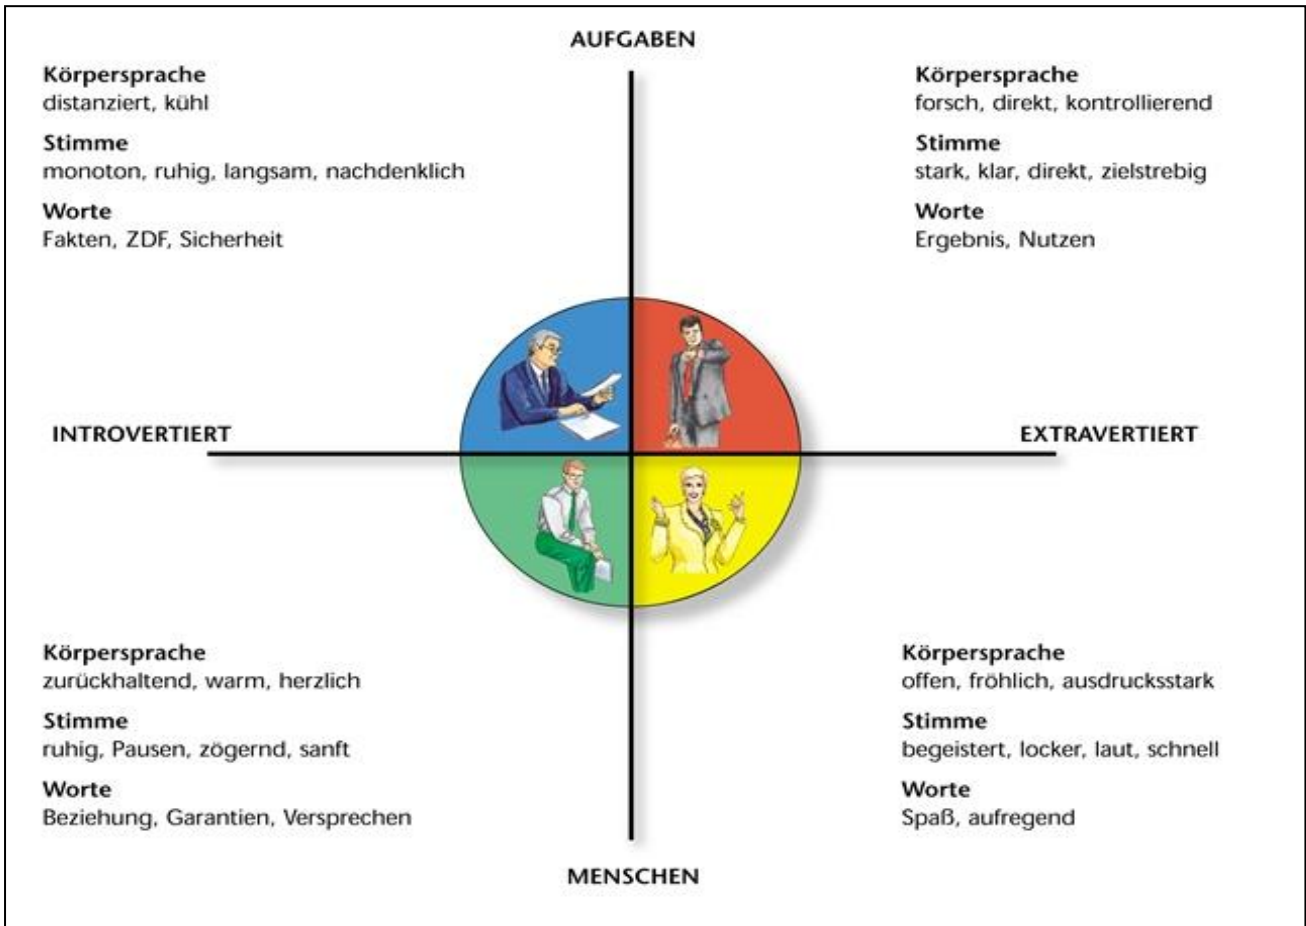 AUFGABEN
Körpersprache
distanziert, kühl
Stimme
monoton, ruhig, langsam, nachdenklich
Worte
Fakten, ZDF, Sicherheit
Körpersprache
forsch, direkt, kontrollierend
Stimme
stark, klar, direkt, zielstrebig
Worte
Ergebnis, Nutzen
INTROVERTIERT
EXTRAVERTIERT
Körpersprache
zurückhaltend, warm, herzlich
Stimme
ruhig, Pausen, zögernd, sanft
Worte
Beziehung, Garantien, Versprechen
Körpersprache
offen, fröhlich, ausdrucksstark
Stimme
begeistert, locker, laut, schnell
Worte
Spaß, aufregend
MENSCHEN